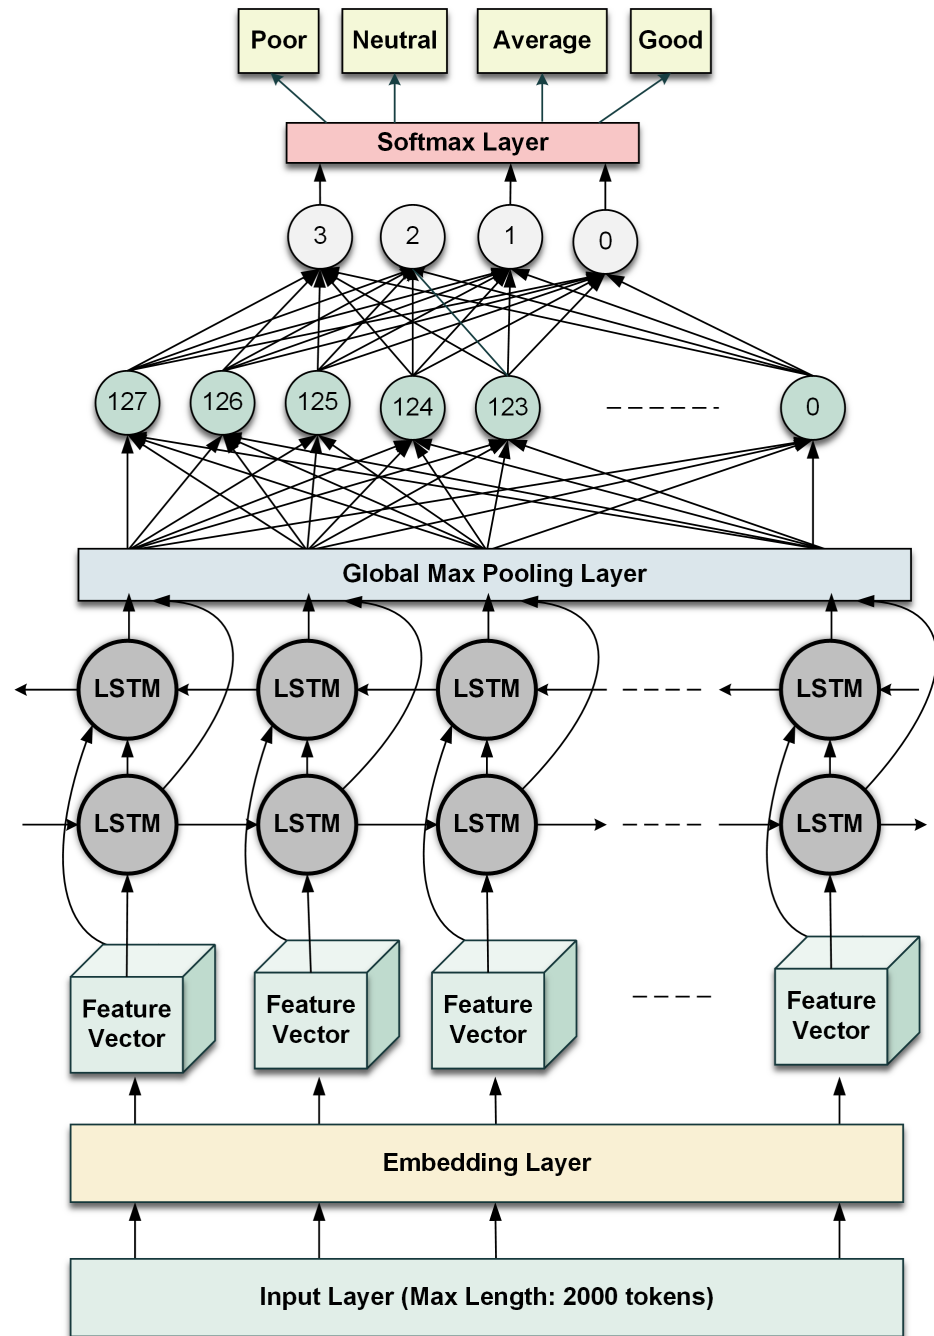 Poor Neutral Average Good
Softmax Layer
3 2 1 0
127 126 125 124 123 0
Global Max Pooling Layer
LSTM LSTM LSTM LSTM
LSTM LSTM LSTM LSTM
Feature Feature Feature Feature
Vector Vector Vector Vector
Embedding Layer
Input Layer (Max Length: 2000 tokens)